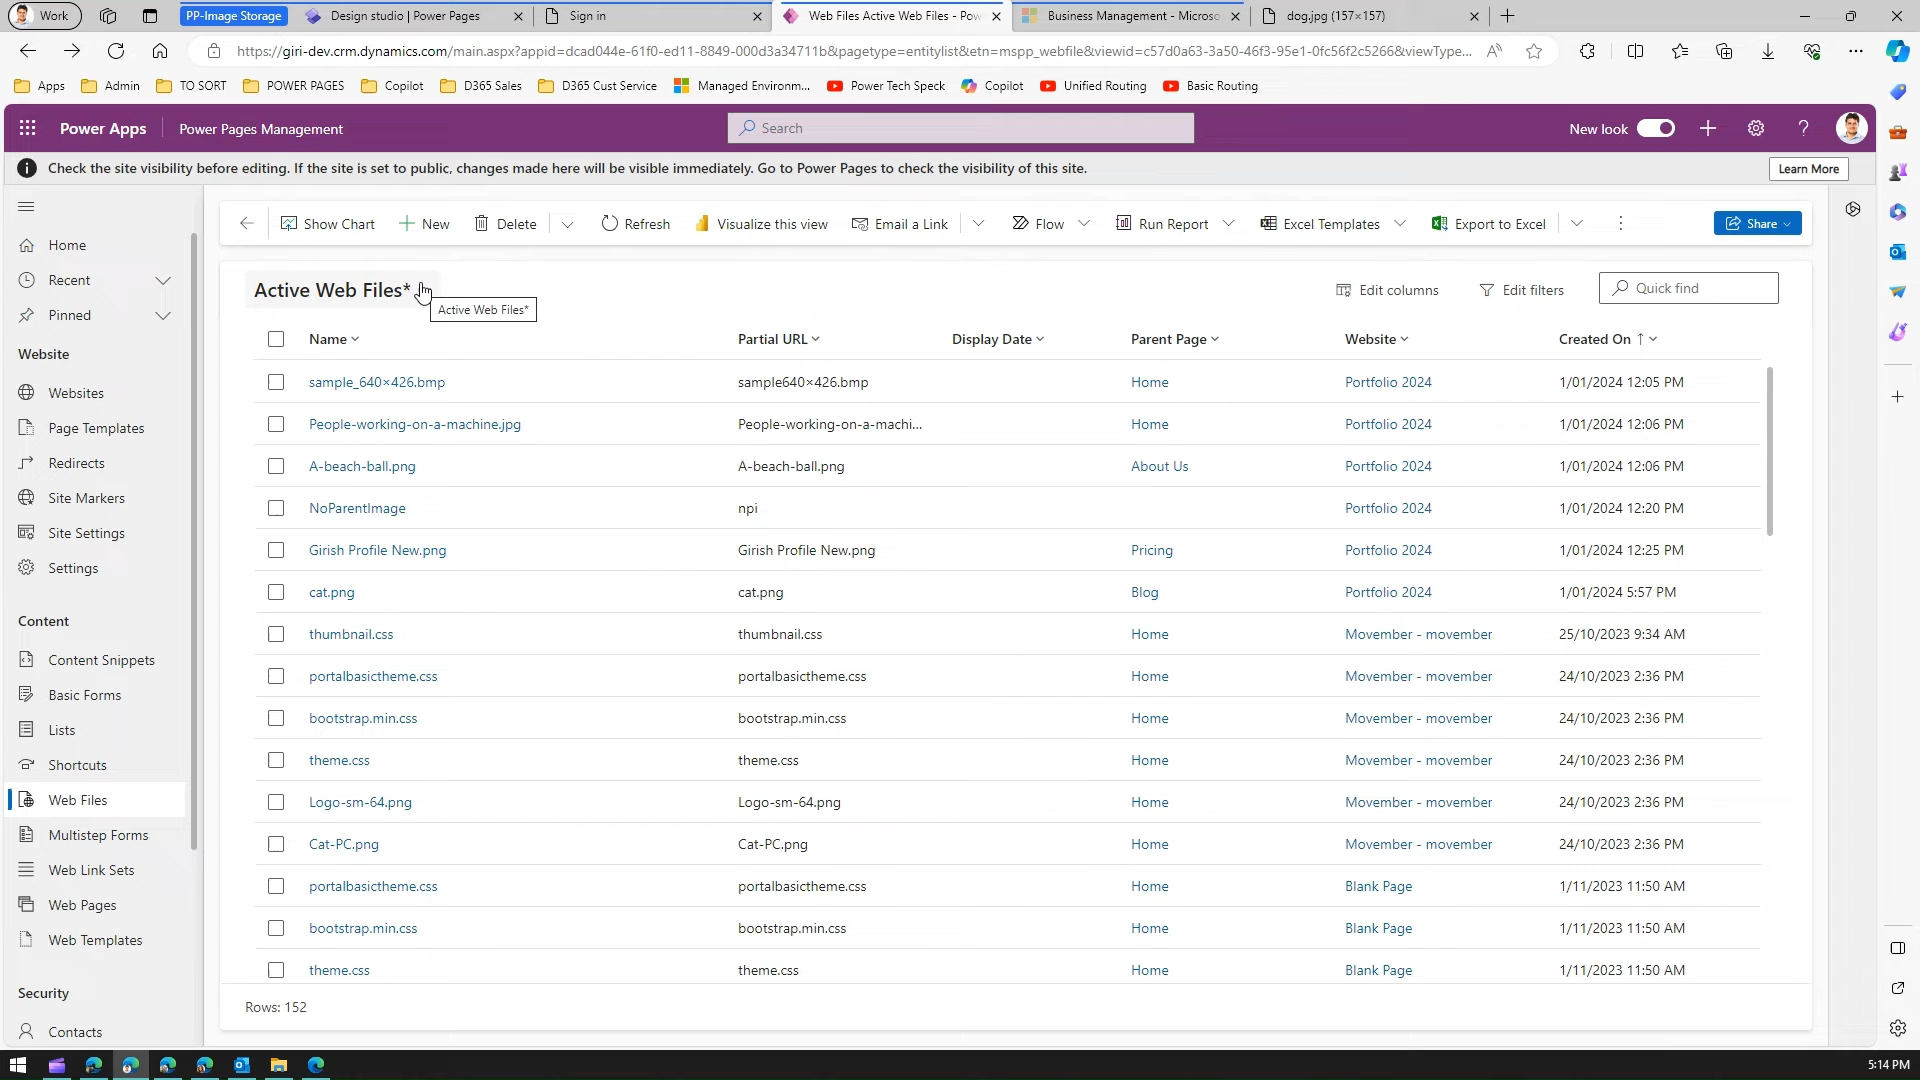 Work
PP-Image Storage
Design studio | Power Pages
Sign in
Web Files Active Web Files - Pow
Business Management - Microso
dog.jpg (157×157)
https://giri-dev.crm.dynamics.com/main.aspx?appid=dcad044e-61f0-ed11-8849-000d3a34711b&pagetype=entitylist&etn=mspp_webfile&viewid=c57d0a63-3a50-46f3-95e1-0fc56f2c5266&viewType...
Apps
Admin
TO SORT
POWER PAGES
Copilot
D365 Sales
D365 Cust Service
Managed Environm...
Power Tech Speck
Copilot
Unified Routing
Basic Routing
Power Apps
Power Pages Management
Search
New look
Check the site visibility before editing. If the site is set to public, changes made here will be visible immediately. Go to Power Pages to check the visibility of this site.
Learn More
Home
Recent
Pinned
Website
Websites
Page Templates
Redirects
Site Markers
Site Settings
Settings
Content
Content Snippets
Basic Forms
Lists
Shortcuts
Web Files
Multistep Forms
Web Link Sets
Web Pages
Web Templates
Security
Contacts
Show Chart
New
Delete
Refresh
Visualize this view
Email a Link
Flow
Run Report
Excel Templates
Export to Excel
Share
Active Web Files*
Active Web Files*
Edit columns
Edit filters
Quick find
Name Partial URL Display Date Parent Page Website Created On ↑
sample_640×426.bmp sample640×426.bmp Home Portfolio 2024 1/01/2024 12:05 PM
People-working-on-a-machine.jpg People-working-on-a-machi... Home Portfolio 2024 1/01/2024 12:06 PM
A-beach-ball.png A-beach-ball.png About Us Portfolio 2024 1/01/2024 12:06 PM
NoParentImage npi Portfolio 2024 1/01/2024 12:20 PM
Girish Profile New.png Girish Profile New.png Pricing Portfolio 2024 1/01/2024 12:25 PM
cat.png cat.png Blog Portfolio 2024 1/01/2024 5:57 PM
thumbnail.css thumbnail.css Home Movember - movember 25/10/2023 9:34 AM
portalbasictheme.css portalbasictheme.css Home Movember - movember 24/10/2023 2:36 PM
bootstrap.min.css bootstrap.min.css Home Movember - movember 24/10/2023 2:36 PM
theme.css theme.css Home Movember - movember 24/10/2023 2:36 PM
Logo-sm-64.png Logo-sm-64.png Home Movember - movember 24/10/2023 2:36 PM
Cat-PC.png Cat-PC.png Home Movember - movember 24/10/2023 2:36 PM
portalbasictheme.css portalbasictheme.css Home Blank Page 1/11/2023 11:50 AM
bootstrap.min.css bootstrap.min.css Home Blank Page 1/11/2023 11:50 AM
theme.css theme.css Home Blank Page 1/11/2023 11:50 AM
Rows: 152
5:14 PM